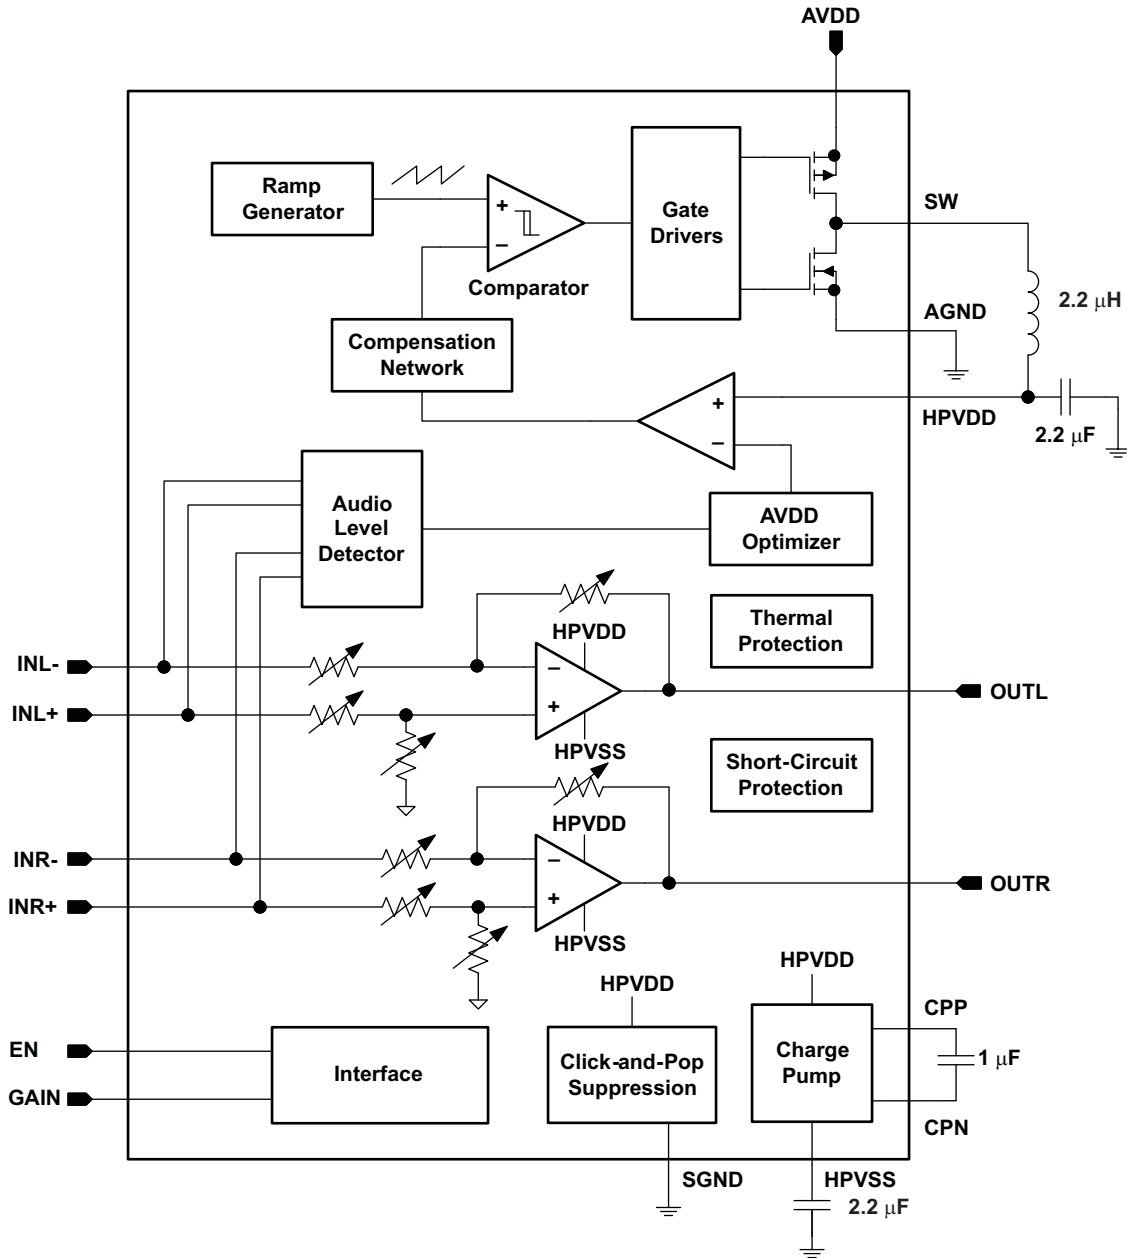 AVDD
Ramp
Generator
+
−
Comparator
Gate
Drivers
SW
2.2 μH
AGND
Compensation
Network
+
−
HPVDD
2.2 μF
Audio
Level
Detector
AVDD
Optimizer
Thermal
Protection
HPVDD
INL-
−
OUTL
INL+
+
HPVSS
Short-Circuit
Protection
HPVDD
INR-
−
OUTR
INR+
+
HPVSS
HPVDD
HPVDD
CPP
EN
Interface
Click-and-Pop
Suppression
Charge
Pump
1 μF
GAIN
CPN
SGND
HPVSS
2.2 μF